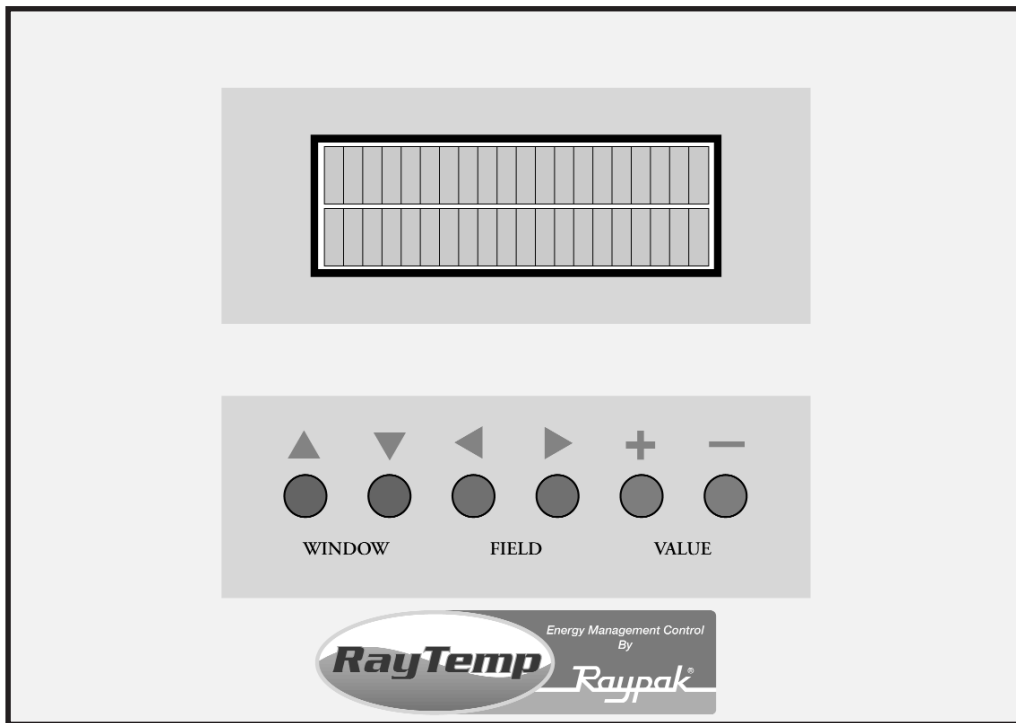 WINDOW FIELD VALUE
Energy Management Control
By
RayTemp
Raypak®